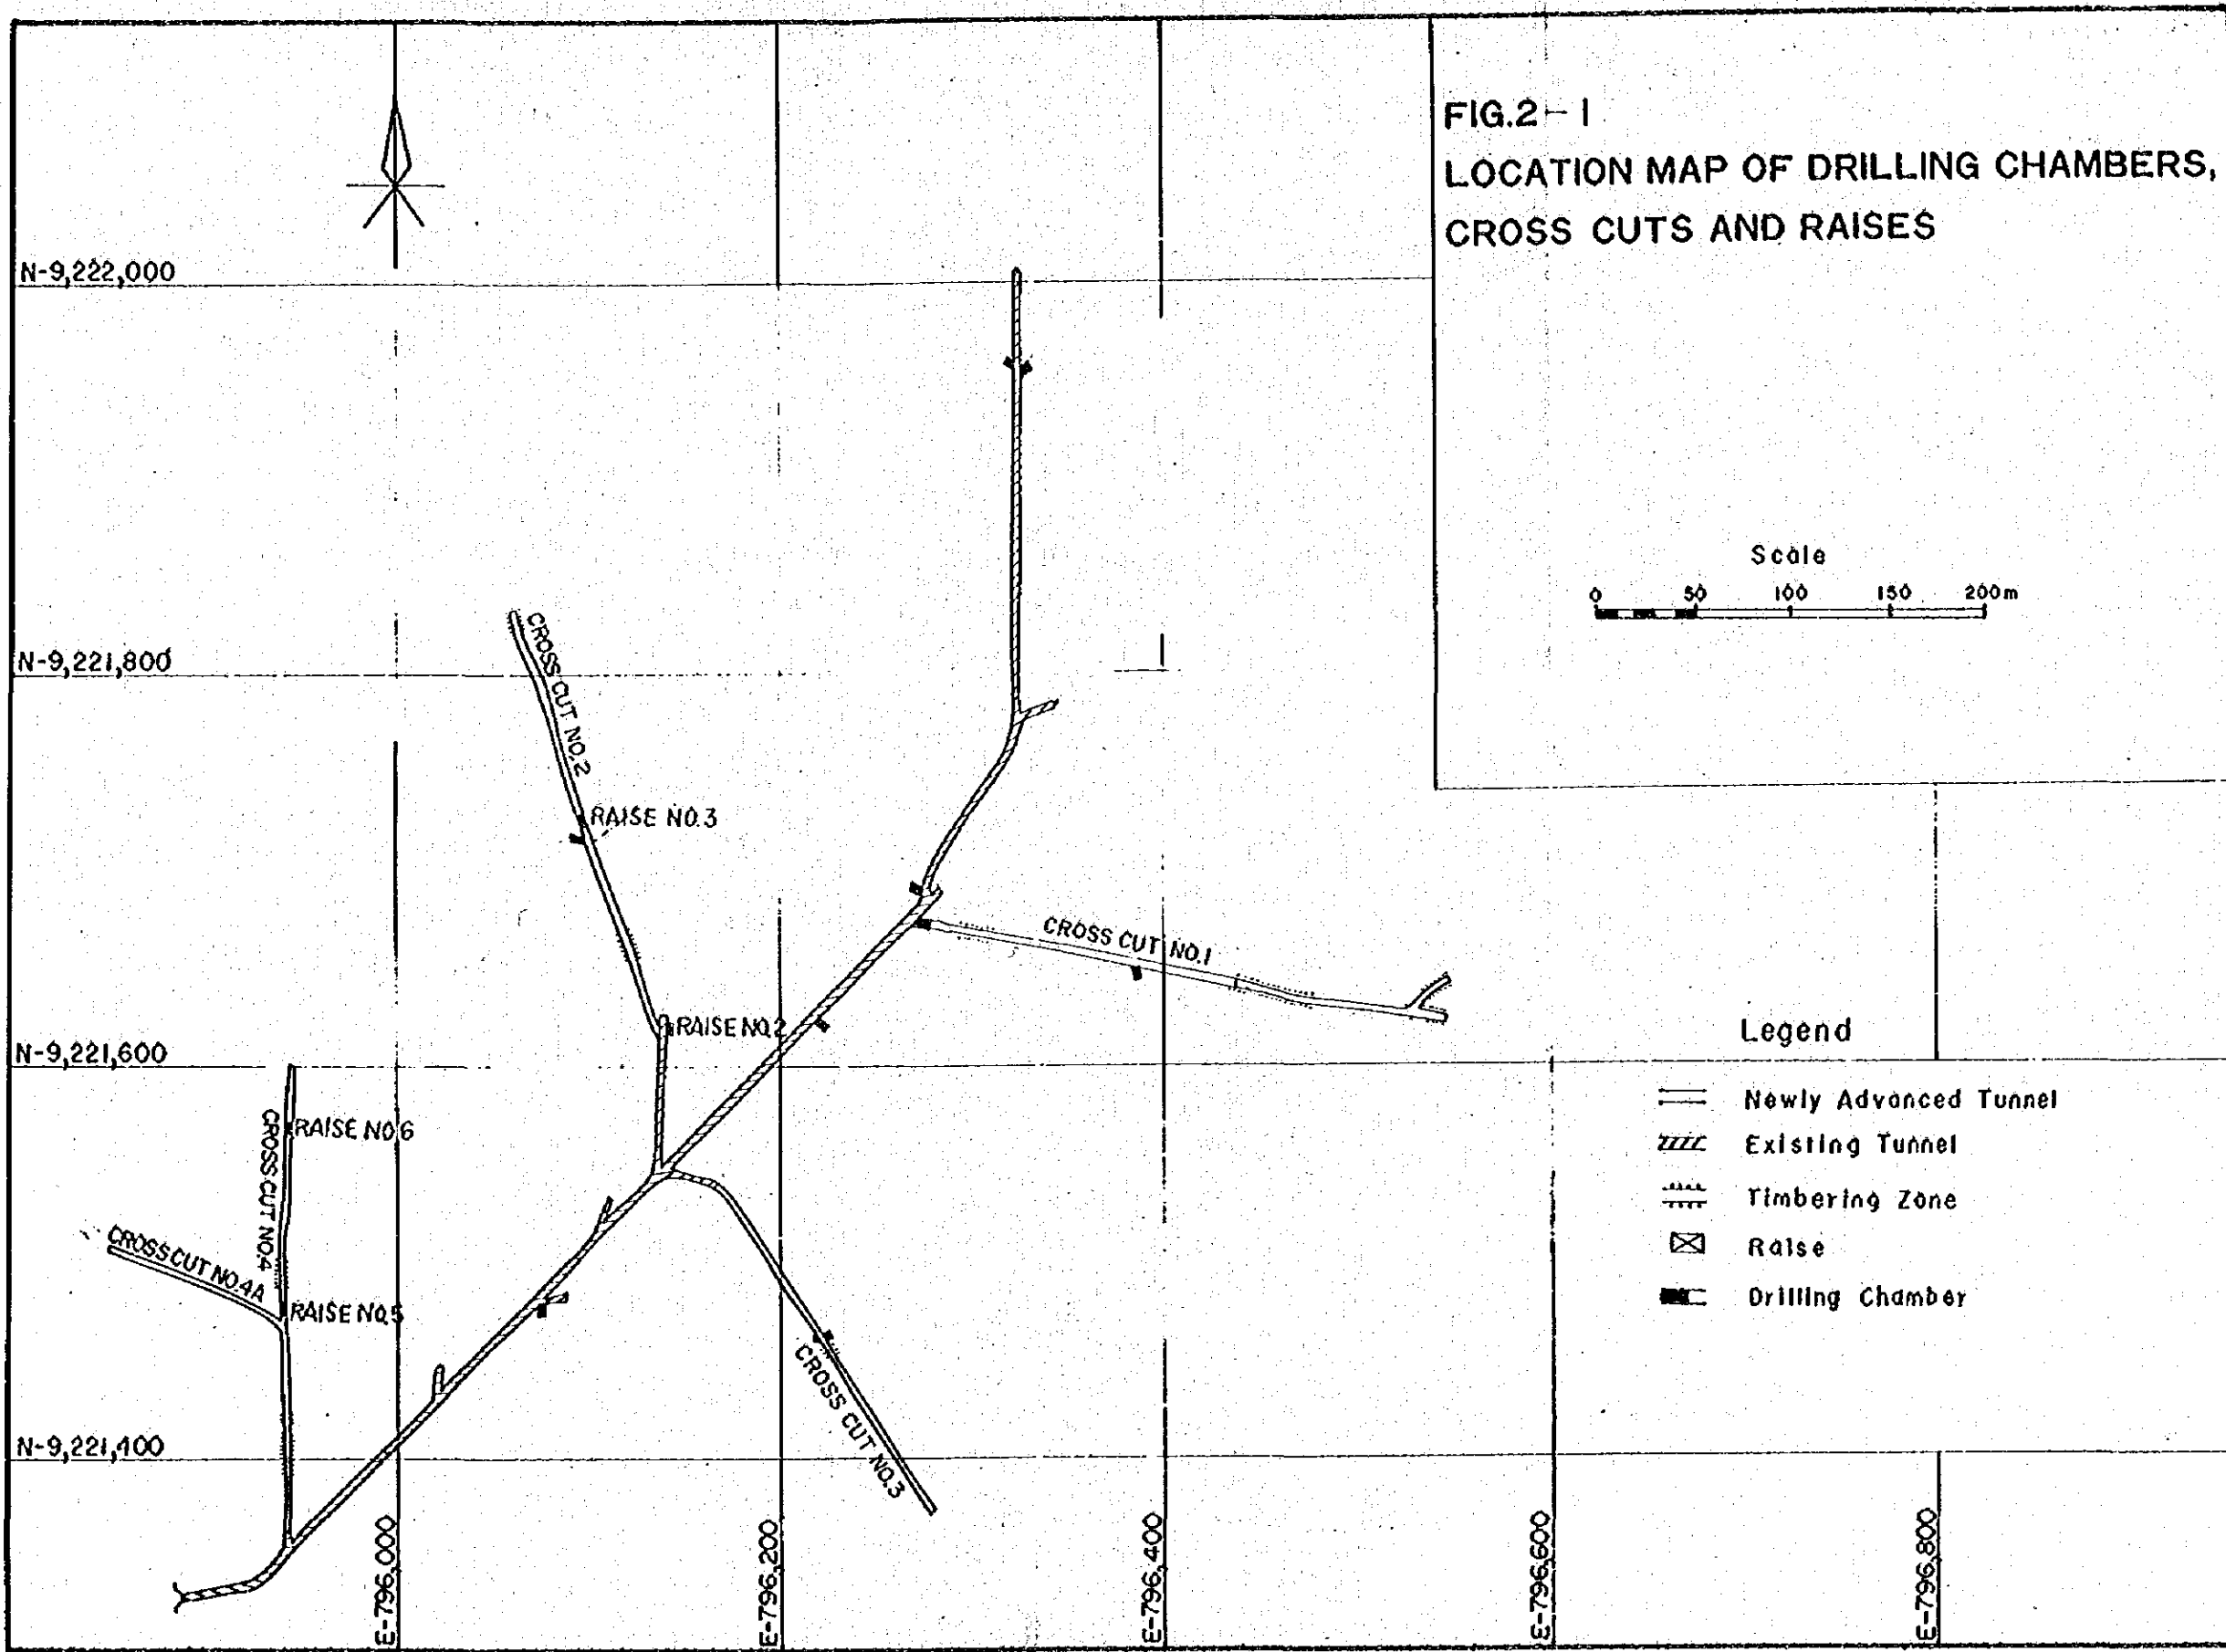 FIG.2-1
LOCATION MAP OF DRILLING CHAMBERS,
CROSS CUTS AND RAISES
N-9,222,000
Scale
0 50 100 150 200m
CROSS CUT NO.2
N-9,221,800
RAISE NO.3
CROSS CUT NO.1
RAISE NO.2
N-9,221,600
Legend
Newly Advanced Tunnel
Existing Tunnel
Timbering Zone
Raise
Drilling Chamber
CROSS CUT NO.4
RAISE NO.6
CROSS CUT NO.4A
RAISE NO.5
CROSS CUT NO.3
N-9,221,400
E-796,000
E-796,200
E-796,400
E-796,600
E-796,800